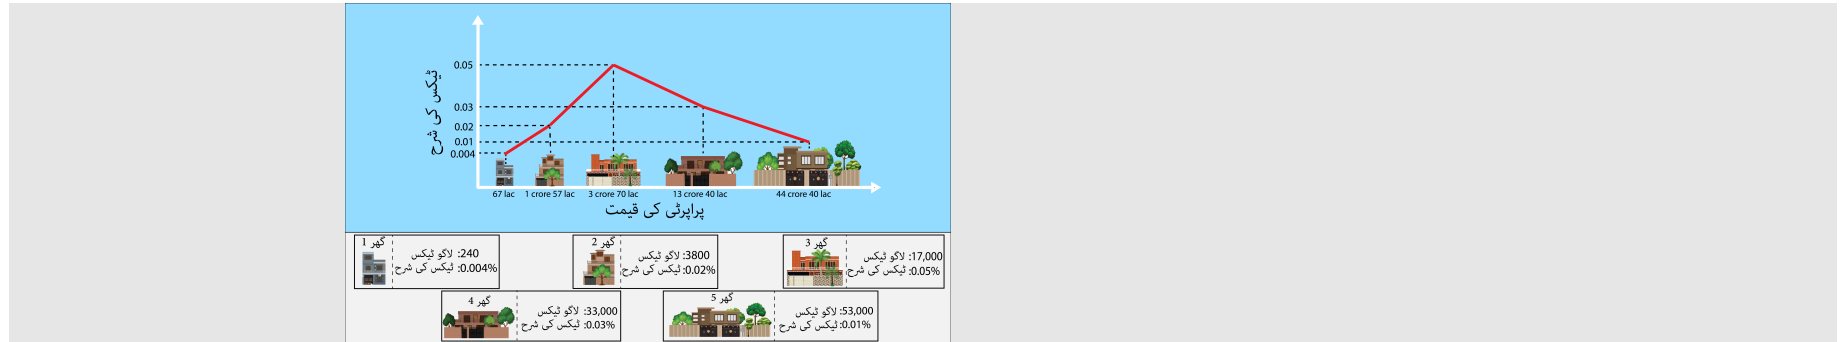 0.05
0.03
0.02
0.01
0.004
ٹیکس کی شرح
67 lac
1 crore 57 lac
3 crore 70 lac
13 crore 40 lac
44 crore 40 lac
پراپرٹی کی قیمت
گھر 1
لاگو ٹیکس :240
ٹیکس کی شرح :0.004%
گھر 2
لاگو ٹیکس :3800
ٹیکس کی شرح :0.02%
گھر 3
لاگو ٹیکس :17,000
ٹیکس کی شرح :0.05%
گھر 4
لاگو ٹیکس :33,000
ٹیکس کی شرح :0.03%
گھر 5
لاگو ٹیکس :53,000
ٹیکس کی شرح :0.01%